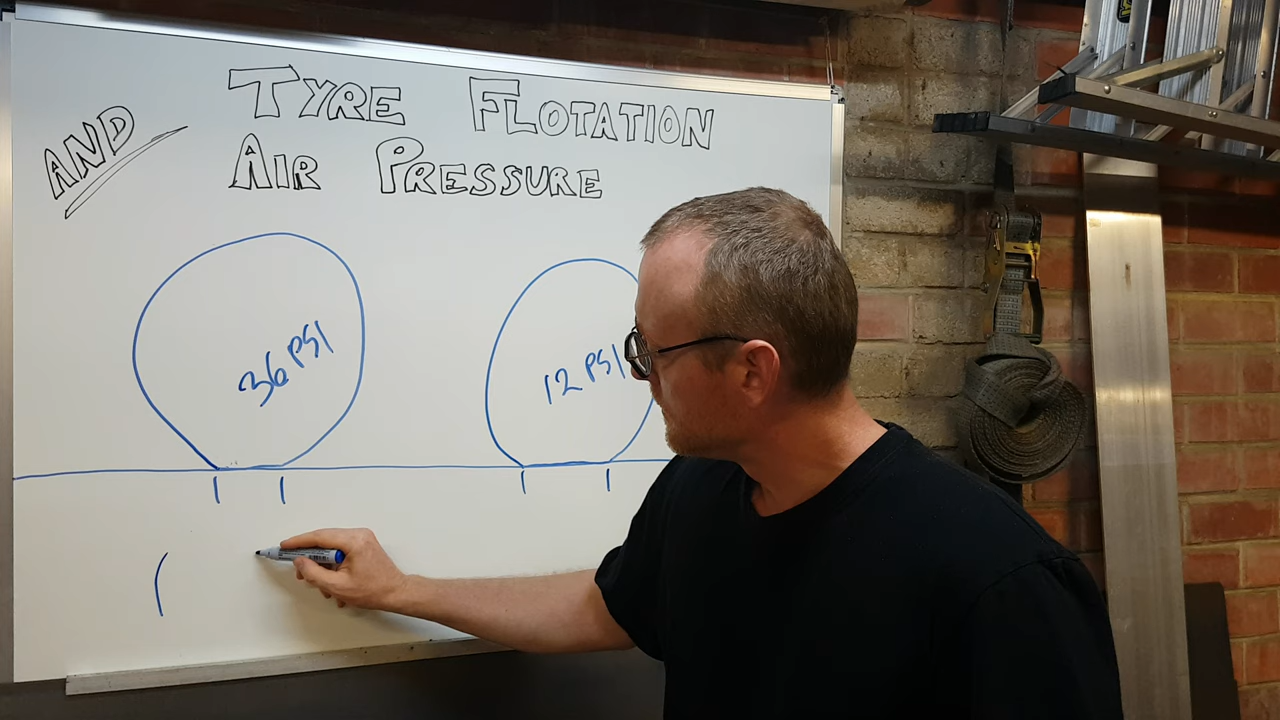 TYRE FLOTATION
AND AIR PRESSURE
36 PSI
12 PSI